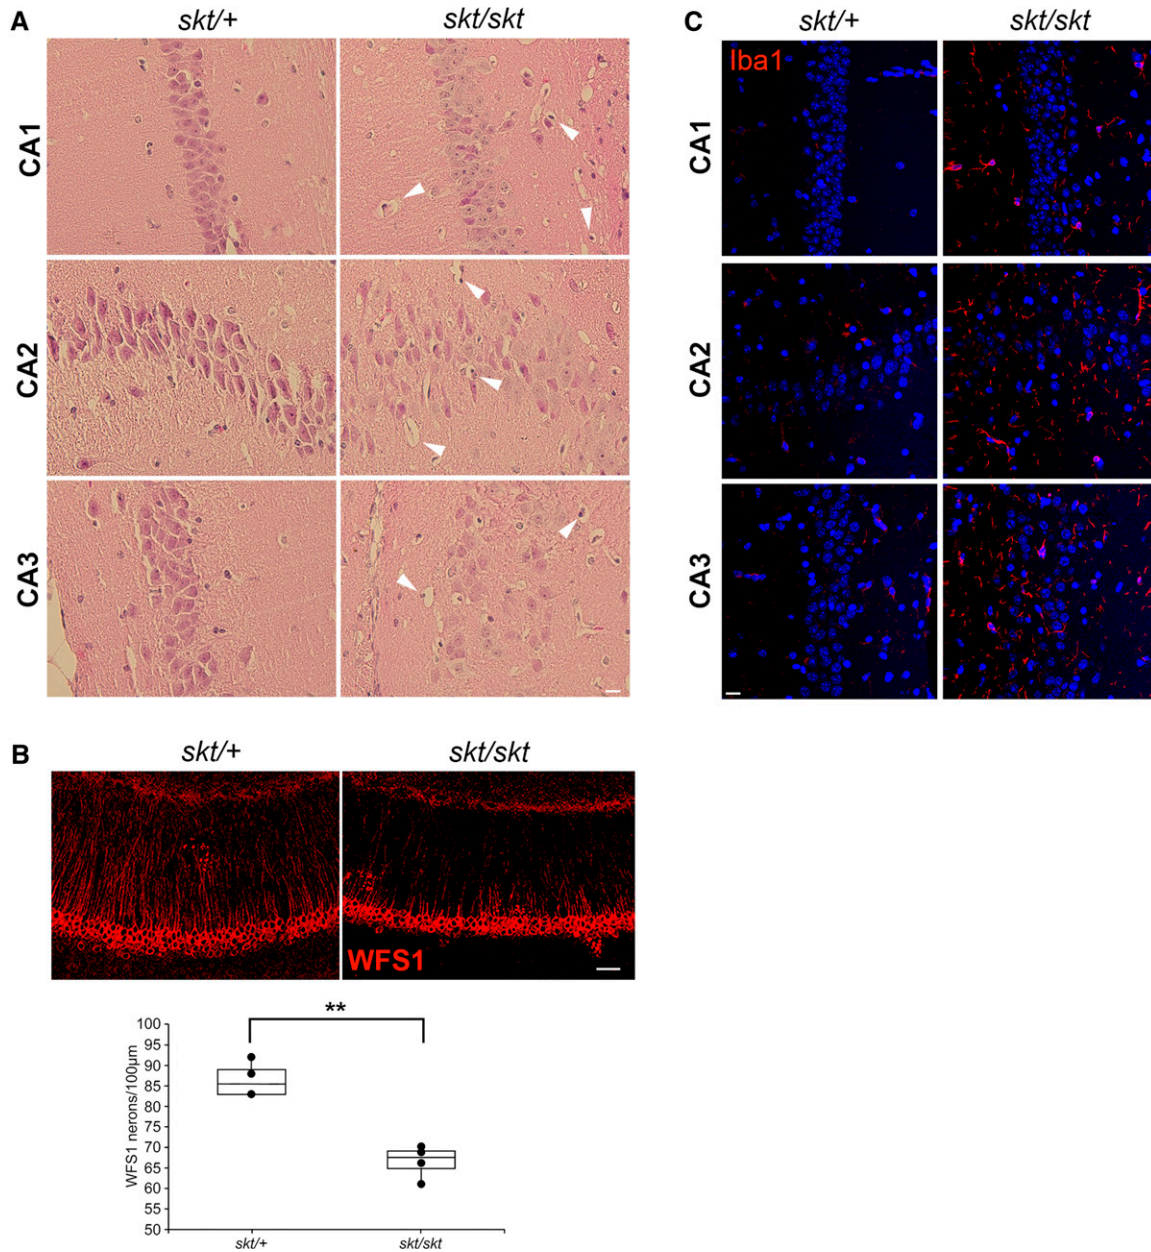 A
skt/+
skt/skt
CA1
CA2
CA3
B
skt/+
skt/skt
WFS1
**
WFS1 nerons/100µm
100
95
90
85
80
75
70
65
60
55
50
skt/+
skt/skt
C
skt/+
skt/skt
Iba1
CA1
CA2
CA3